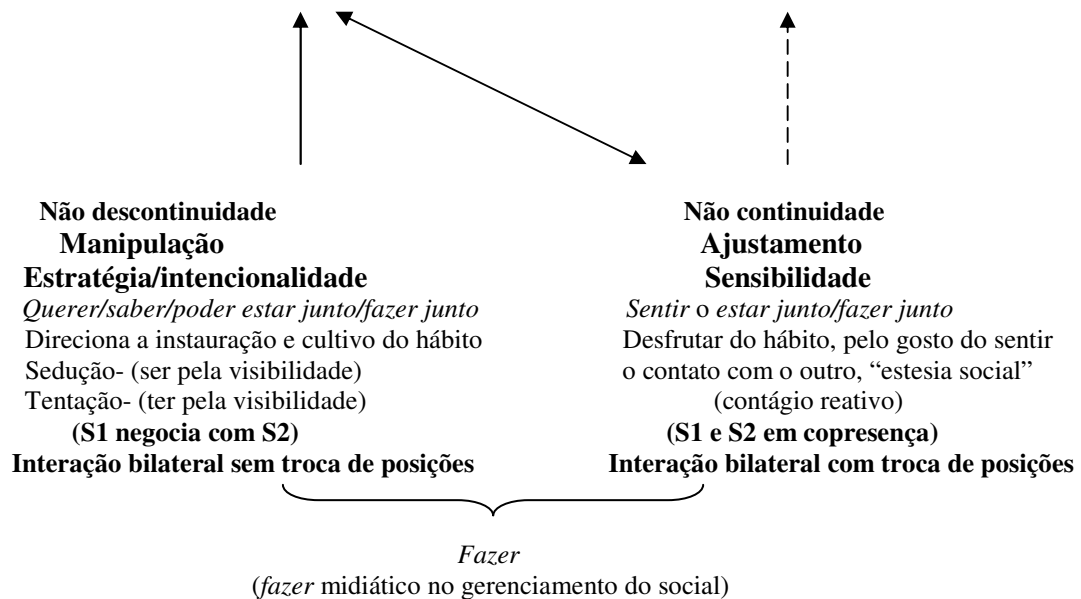 Não descontinuidade
Manipulação
Estratégia/intencionalidade
Querer/saber/poder estar junto/fazer junto
Direciona a instauração e cultivo do hábito
Sedução- (ser pela visibilidade)
Tentação- (ter pela visibilidade)
(S1 negocia com S2)
Interação bilateral sem troca de posições
Não continuidade
Ajustamento
Sensibilidade
Sentir o estar junto/fazer junto
Desfrutar do hábito, pelo gosto do sentir
o contato com o outro, “estesia social”
(contágio reativo)
(S1 e S2 em copresença)
Interação bilateral com troca de posições
Fazer
(fazer midiático no gerenciamento do social)